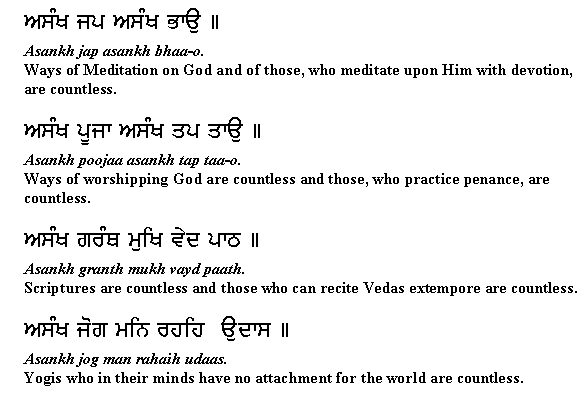 ਅਸੰਖ ਜਪ ਅਸੰਖ ਭਾਉ ॥
Asankh jap asankh bhaa-o.
Ways of Meditation on God and of those, who meditate upon Him with devotion,
are countless.
ਅਸੰਖ ਪੂਜਾ ਅਸੰਖ ਤਪ ਤਾਉ ॥
Asankh poojaa asankh tap taa-o.
Ways of worshipping God are countless and those, who practice penance, are
countless.
ਅਸੰਖ ਗਰੰਥ ਮੁਖਿ ਵੇਦ ਪਾਠ ॥
Asankh granth mukh vayd paath.
Scriptures are countless and those who can recite Vedas extempore are countless.
ਅਸੰਖ ਜੋਗ ਮਨਿ ਰਹਹਿ ਉਦਾਸ ॥
Asankh jog man rahaih udaas.
Yogis who in their minds have no attachment for the world are countless.